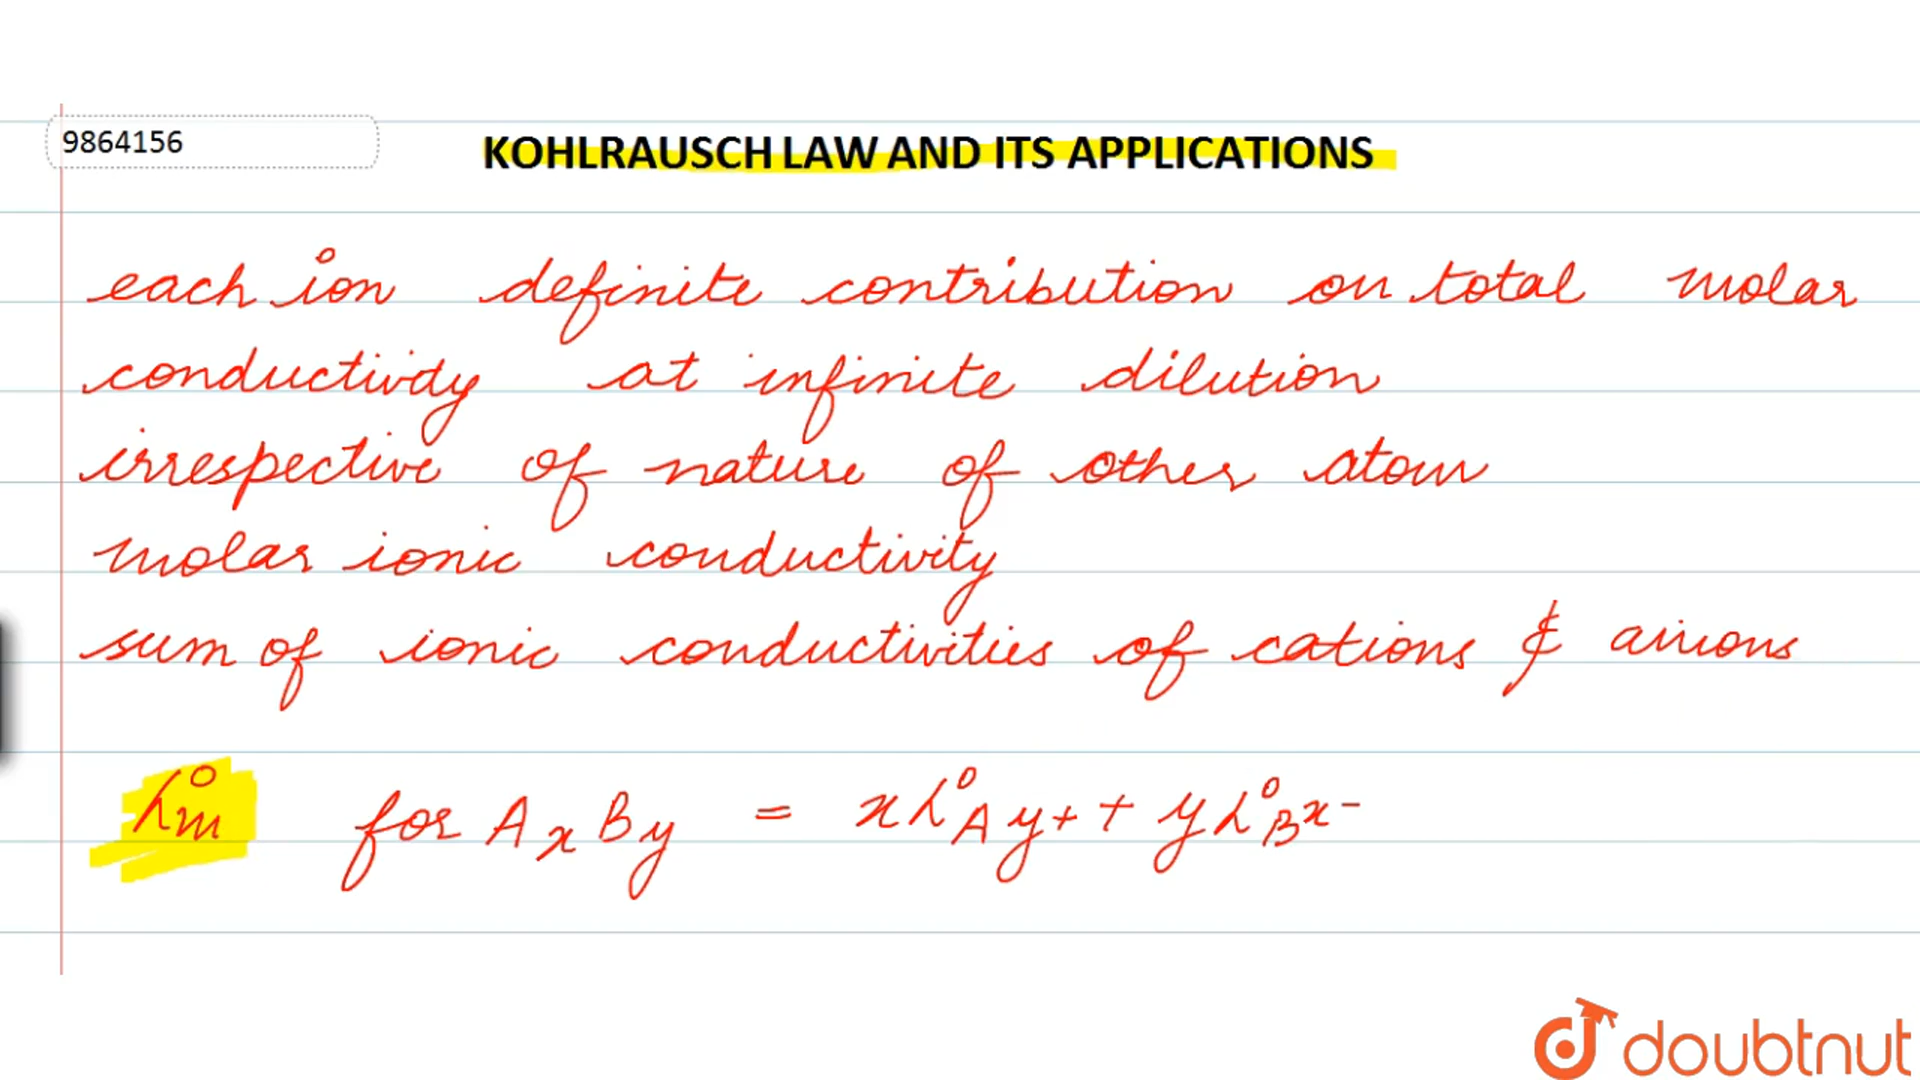 9864156
KOHLRAUSCH LAW AND ITS APPLICATIONS
each ion definite contribution on total molar
conductivity at infinite dilution
irrespective of nature of other atom
molar ionic conductivity
sum of ionic conductivities of cations & anions
λ°m for AxBy = xλ°A y+ + yλ°B x-
doubtnut